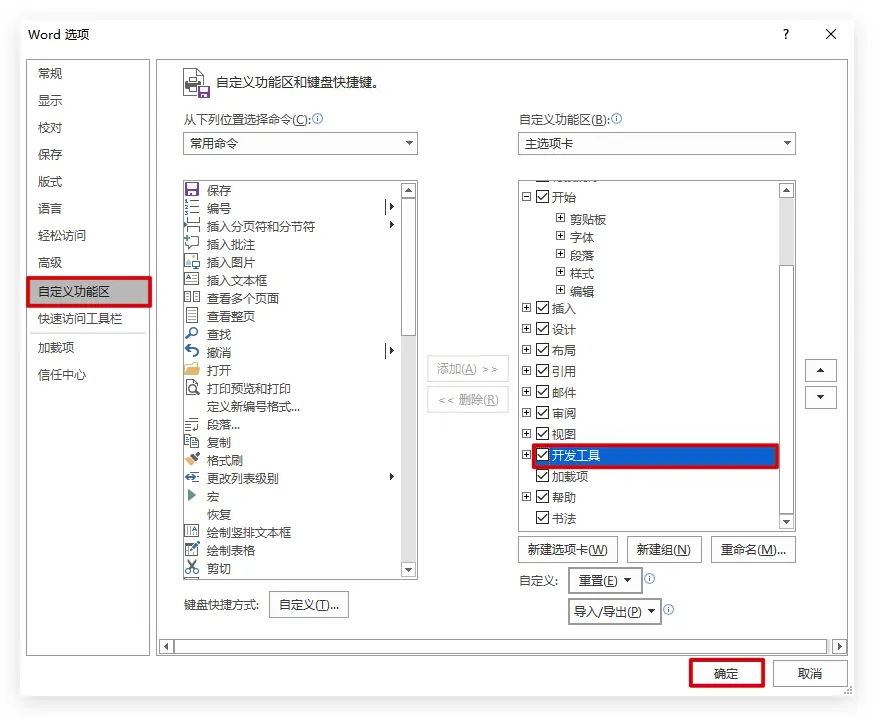 Word 选项
?
常规
显示
校对
保存
版式
语言
轻松访问
高级
自定义功能区
快速访问工具栏
加载项
信任中心
自定义功能区和键盘快捷键。
从下列位置选择命令(C):
常用命令
保存
编号
插入分页符和分节符
插入批注
插入图片
插入文本框
查看多个页面
查看整页
查找
撤消
打开
打印预览和打印
定义新编号格式...
段落...
复制
格式刷
更改列表级别
宏
恢复
绘制竖排文本框
绘制表格
剪切
键盘快捷方式: 自定义(T)...
添加(A) >>
<< 删除(R)
自定义功能区(B):
主选项卡
开始
剪贴板
字体
段落
样式
编辑
插入
设计
布局
引用
邮件
审阅
视图
开发工具
加载项
帮助
书法
新建选项卡(W) 新建组(N) 重命名(M)...
自定义: 重置(E)
导入/导出(P)
确定 取消